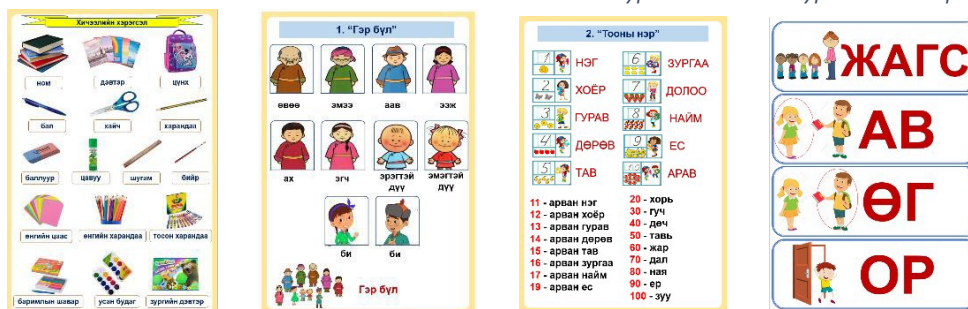 Хичээлийн хэрэгсэл
ном дэвтэр цүнх
бал хайч харандаа
баллуур цавуу шугам бийр
өнгийн цаас өнгийн харандаа тосон харандаа
баримлын шавар усан будаг зургийн дэвтэр
1. “Гэр бүл”
өвөө эмээ аав ээж
ах эгч эрэгтэй дүү эмэгтэй дүү
би би
Гэр бүл
2. “Тооны нэр”
1 НЭГ 6 ЗУРГАА
2 ХОЁР 7 ДОЛОО
3 ГУРАВ 8 НАЙМ
4 ДӨРӨВ 9 ЕС
5 ТАВ 10 АРАВ
11 - арван нэг
12 - арван хоёр
13 - арван гурав
14 - арван дөрөв
15 - арван тав
16 - арван зургаа
17 - арван найм
19 - арван ес
20 - хорь
30 - гуч
40 - дөч
50 - тавь
60 - жар
70 - дал
80 - ная
90 - ер
100 - зуу
ЖАГС
АВ
ӨГ
ОР